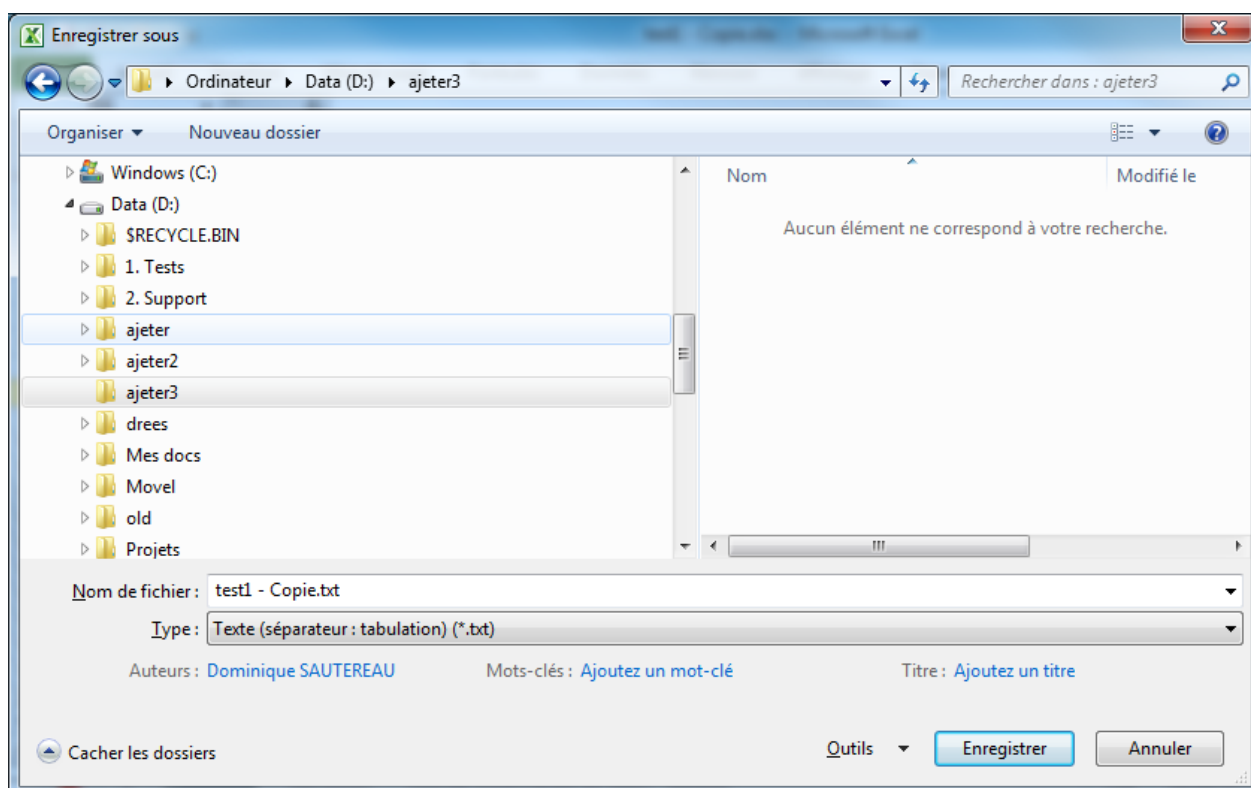 Enregistrer sous
Ordinateur Data (D:) ajeter3 Rechercher dans : ajeter3
Organiser Nouveau dossier
Windows (C:)
Data (D:)
$RECYCLE.BIN
1. Tests
2. Support
ajeter
ajeter2
ajeter3
drees
Mes docs
Movel
old
Projets
Nom Modifié le
Aucun élément ne correspond à votre recherche.
Nom de fichier : test1 - Copie.txt
Type : Texte (séparateur : tabulation) (*.txt)
Auteurs : Dominique SAUTEREAU Mots-clés : Ajoutez un mot-clé Titre : Ajoutez un titre
Cacher les dossiers Outils Enregistrer Annuler